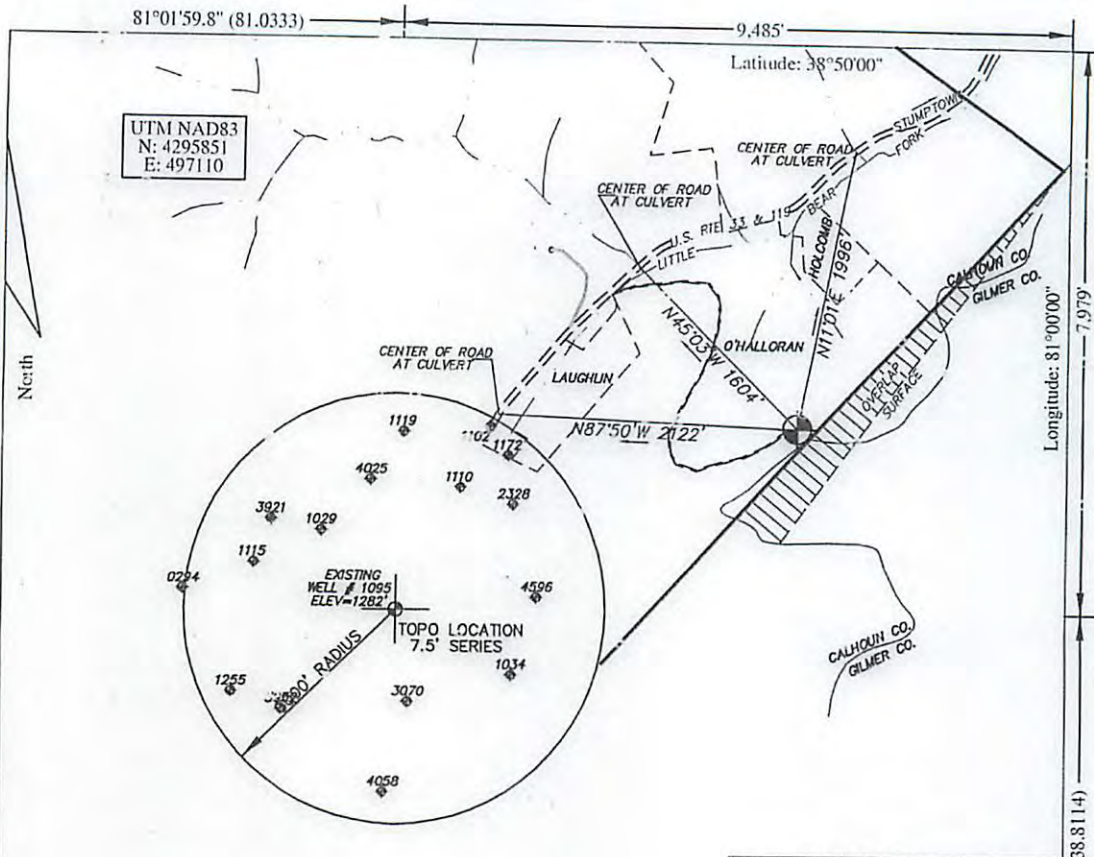 81°01'59.8" (81.0333)
9,485'
Latitude: 38°50'00"
UTM NAD83
N: 4295851
E: 497110
North
CENTER OF ROAD
AT CULVERT
STUMPTOWN
FORK
BEAR
LITTLE
U.S. RTE 33 & 119
CENTER OF ROAD
AT CULVERT
HOLCOMB
N11°01'E 1996'
CALHOUN CO.
GILMER CO.
Longitude: 81°00'00"
7,979'
N45°03'W 1604'
O'HALLORAN
OVERLAP
SURFACE
CENTER OF ROAD
AT CULVERT
LAUGHLIN
N87°50'W 2122'
1119
1102
1172
4025
1110
2328
3921
1029
1115
0294
EXISTING
WELL # 1095
ELEV=1282'
4596
TOPO LOCATION
7.5' SERIES
RADIUS
1034
1255
3070
4058
CALHOUN CO.
GILMER CO.
38.8114)